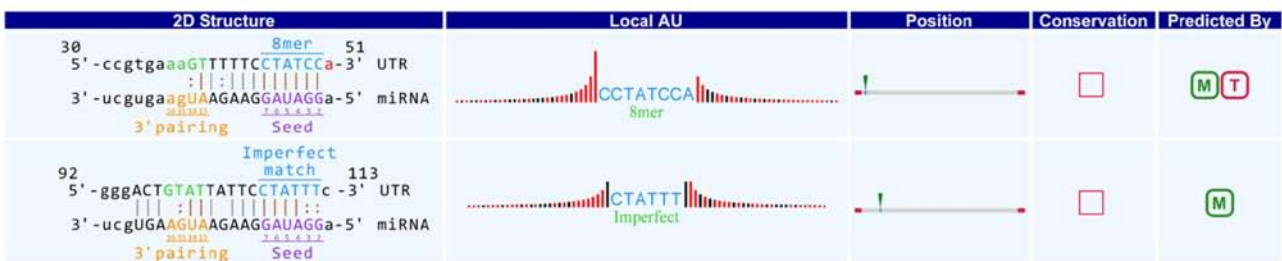 2D Structure Local AU Position Conservation Predicted By
8mer
30 51
5'-ccgtgaaaGTTTTTCCTATCCa-3' UTR
3'-ucgugaagUAAGAAGGAUAGGa-5' miRNA
3'pairing Seed
CCTATCCA
8mer
M T
Imperfect
match
92 113
5'-gggACTGTATTATTCCTATTTc-3' UTR
3'-ucgUGAAGUAAGAAGGAUAGGa-5' miRNA
3'pairing Seed
CTATTT
Imperfect
M